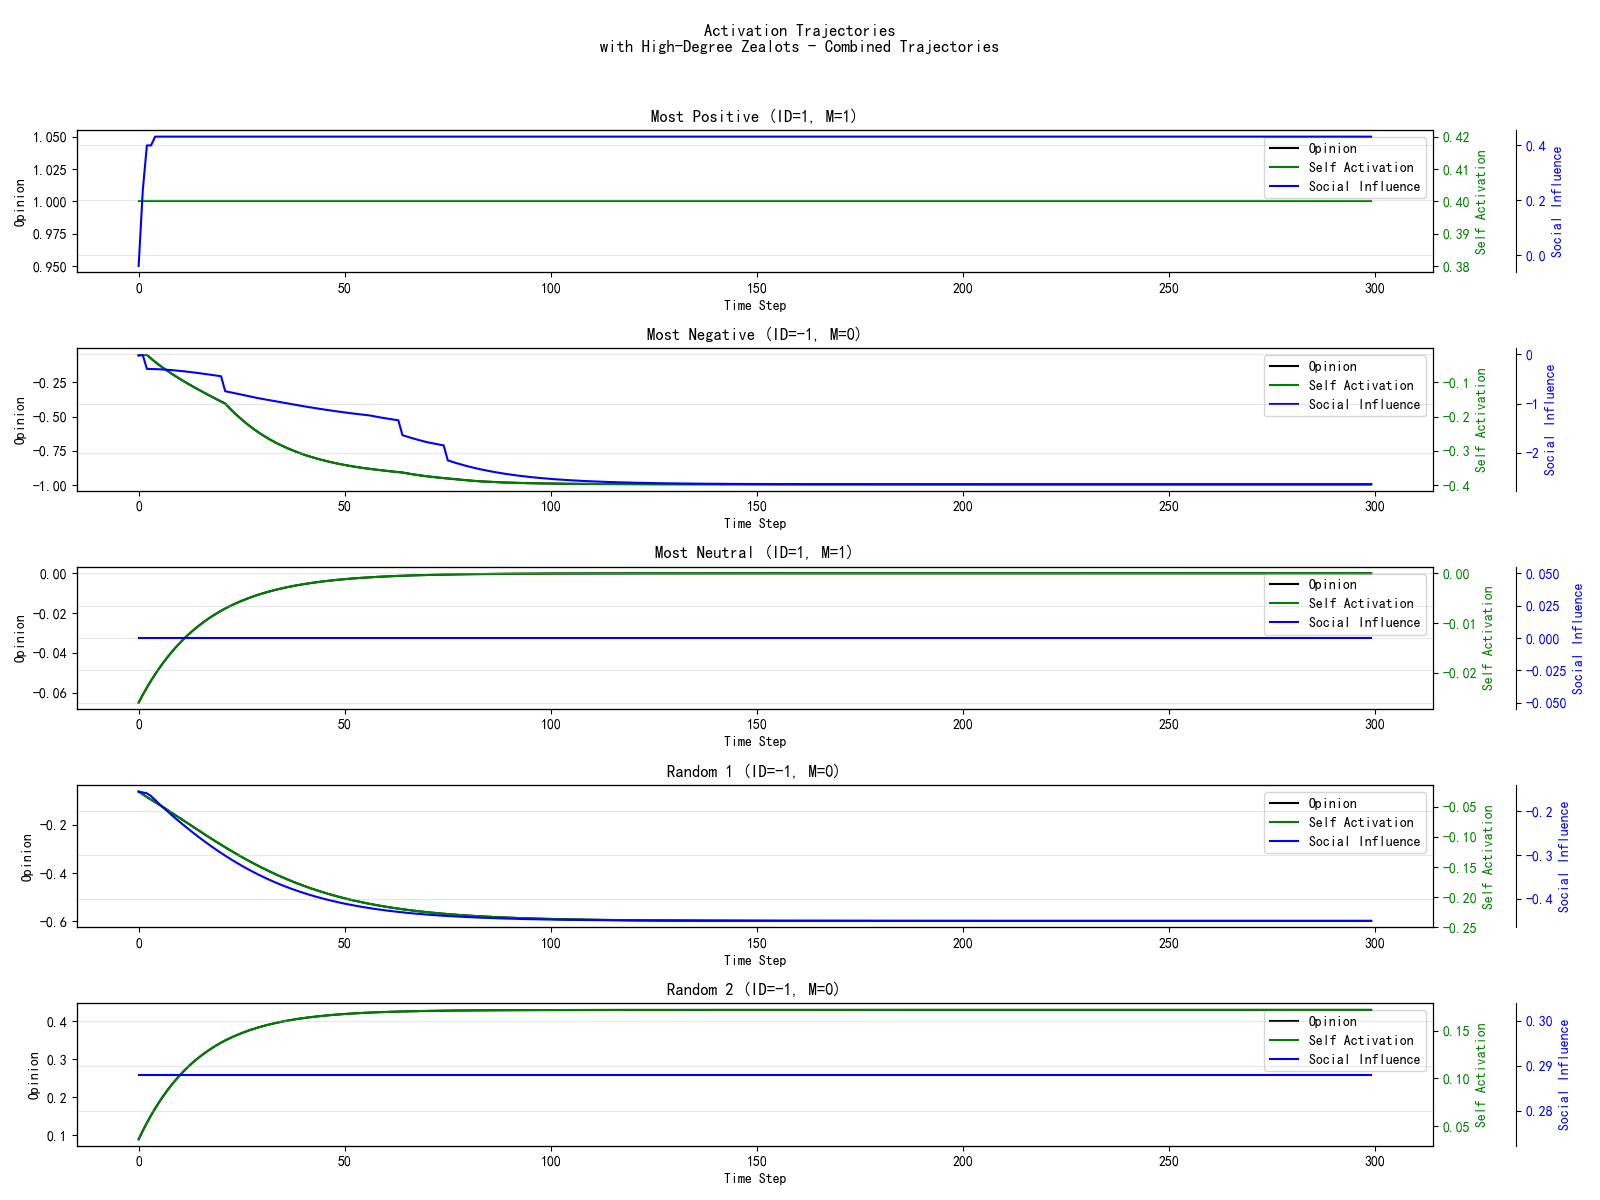 Activation Trajectories
with High-Degree Zealots - Combined Trajectories
Most Positive (ID=1, M=1)
Opinion
1.050
1.025
1.000
0.975
0.950
0 50 100 150 200 250 300
Time Step
Opinion
Self Activation
Social Influence
0.42
0.41
0.40
0.39
0.38
Self Activation
0.4
0.2
0.0
Social Influence
Most Negative (ID=-1, M=0)
Opinion
-0.25
-0.50
-0.75
-1.00
0 50 100 150 200 250 300
Time Step
Opinion
Self Activation
Social Influence
-0.1
-0.2
-0.3
-0.4
Self Activation
0
-1
-2
Social Influence
Most Neutral (ID=1, M=1)
Opinion
0.00
-0.02
-0.04
-0.06
0 50 100 150 200 250 300
Time Step
Opinion
Self Activation
Social Influence
0.00
-0.01
-0.02
Self Activation
0.050
0.025
0.000
-0.025
-0.050
Social Influence
Random 1 (ID=-1, M=0)
Opinion
-0.2
-0.4
-0.6
0 50 100 150 200 250 300
Time Step
Opinion
Self Activation
Social Influence
-0.05
-0.10
-0.15
-0.20
-0.25
Self Activation
-0.2
-0.3
-0.4
Social Influence
Random 2 (ID=-1, M=0)
Opinion
0.4
0.3
0.2
0.1
0 50 100 150 200 250 300
Time Step
Opinion
Self Activation
Social Influence
0.15
0.10
0.05
Self Activation
0.30
0.29
0.28
Social Influence